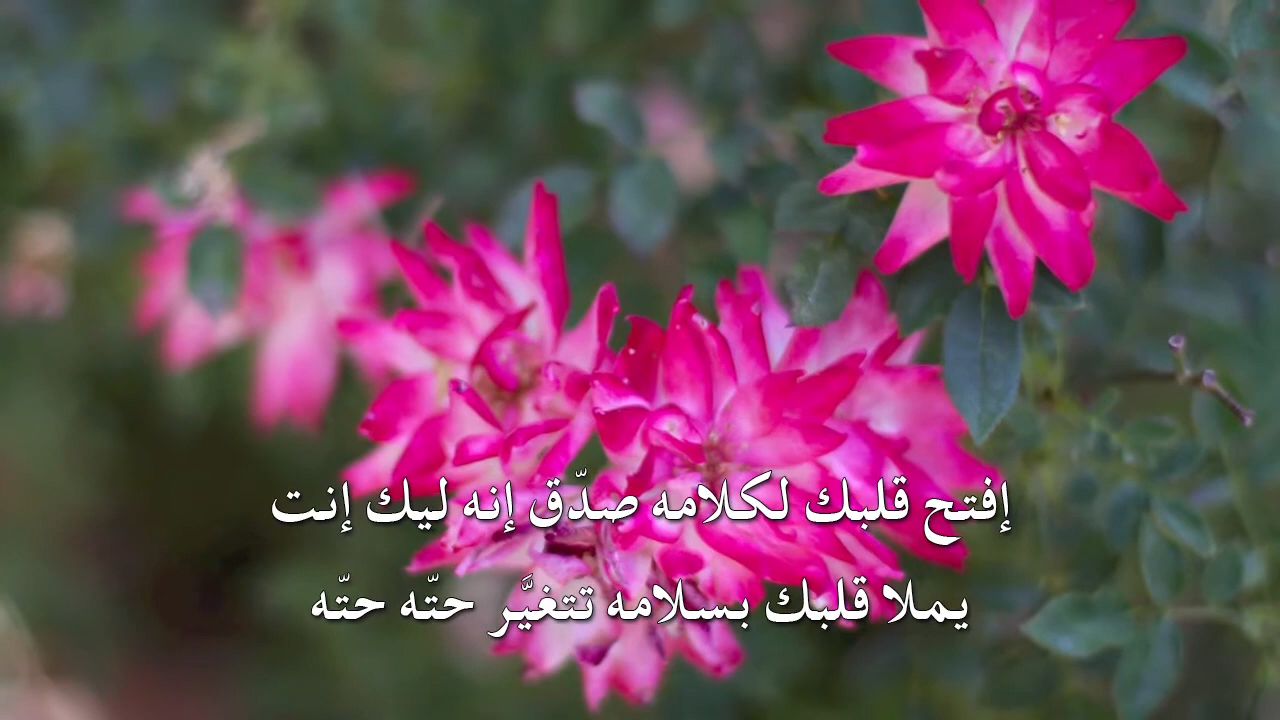 إفتح قلبك لكلامه صدّق إنه ليك إنت
يملا قلبك بسلامه تتغيَّر حتّه حتّه